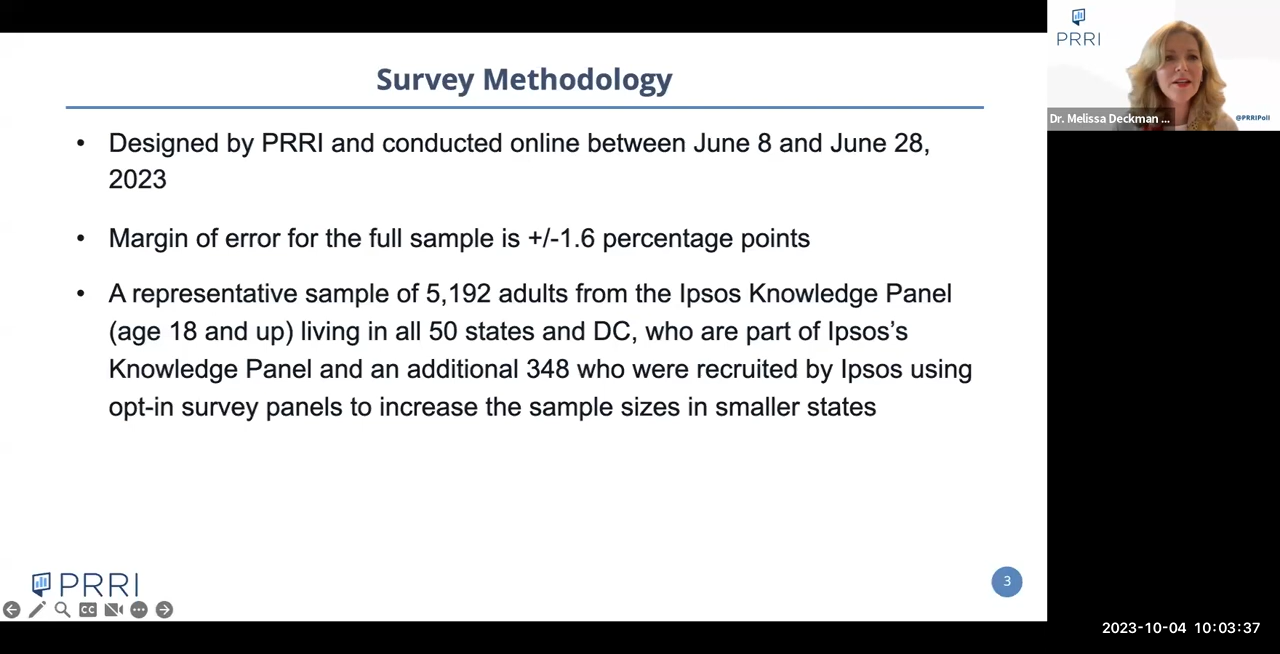 Survey Methodology
• Designed by PRRI and conducted online between June 8 and June 28,
2023
• Margin of error for the full sample is +/-1.6 percentage points
• A representative sample of 5,192 adults from the Ipsos Knowledge Panel
(age 18 and up) living in all 50 states and DC, who are part of Ipsos’s
Knowledge Panel and an additional 348 who were recruited by Ipsos using
opt-in survey panels to increase the sample sizes in smaller states
PRRI
3
CC
PRRI
Dr. Melissa Deckman ...
@PRRIPoll
2023-10-04 10:03:37